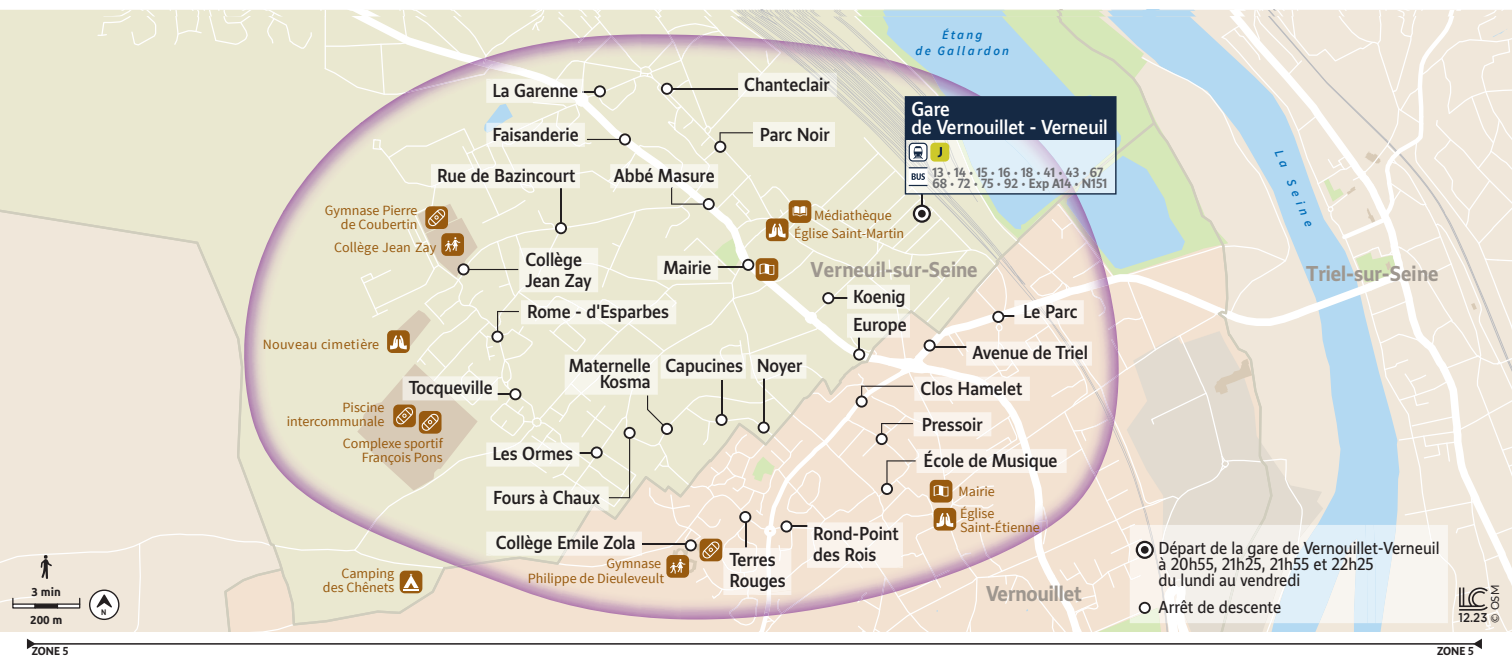 Étang
de Gallardon
La Garenne
Chanteclair
Gare
de Vernouillet - Verneuil
J
BUS
13 • 14 • 15 • 16 • 18 • 41 • 43 • 67
68 • 72 • 75 • 92 • Exp A14 • N151
Faisanderie
Parc Noir
La Seine
Rue de Bazincourt
Abbé Masure
Gymnase Pierre
de Coubertin
Collège Jean Zay
Médiathèque
Église Saint-Martin
Collège
Jean Zay
Mairie
Verneuil-sur-Seine
Triel-sur-Seine
Koenig
Rome - d'Esparbes
Europe
Le Parc
Nouveau cimetière
Avenue de Triel
Maternelle
Kosma
Capucines
Noyer
Tocqueville
Clos Hamelet
Piscine
intercommunale
Complexe sportif
François Pons
Pressoir
Les Ormes
École de Musique
Fours à Chaux
Mairie
Église
Saint-Étienne
Collège Emile Zola
Gymnase
Philippe de Dieuleveult
Terres
Rouges
Rond-Point
des Rois
Camping
des Chênets
Vernouillet
Départ de la gare de Vernouillet-Verneuil
à 20h55, 21h25, 21h55 et 22h25
du lundi au vendredi
Arrêt de descente
3 min
200 m
N
LC
12.23
© OSM
ZONE 5
ZONE 5